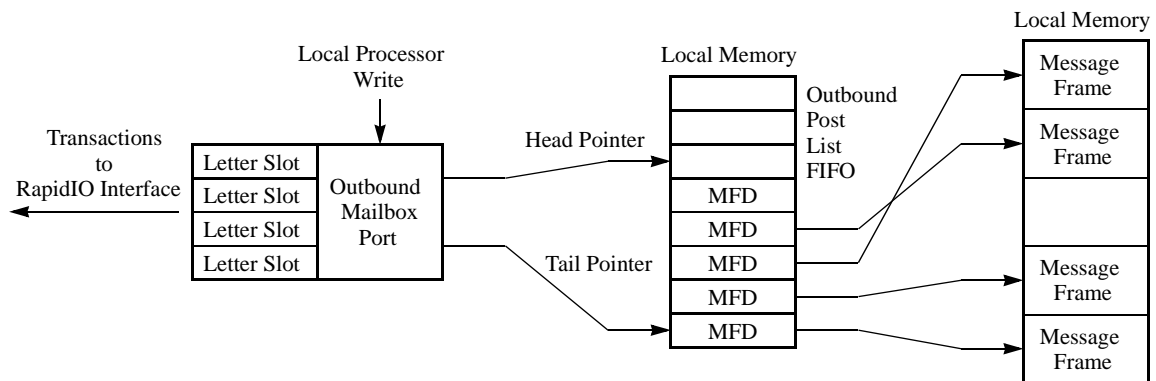 Local Memory
Local Processor
Write
Local Memory
Message
Frame
Outbound
Post
List
FIFO
Transactions
to
RapidIO Interface
Head Pointer
Message
Frame
Letter Slot
Letter Slot
Letter Slot
Letter Slot
Outbound
Mailbox
Port
MFD
MFD
MFD
MFD
MFD
Tail Pointer
Message
Frame
Message
Frame